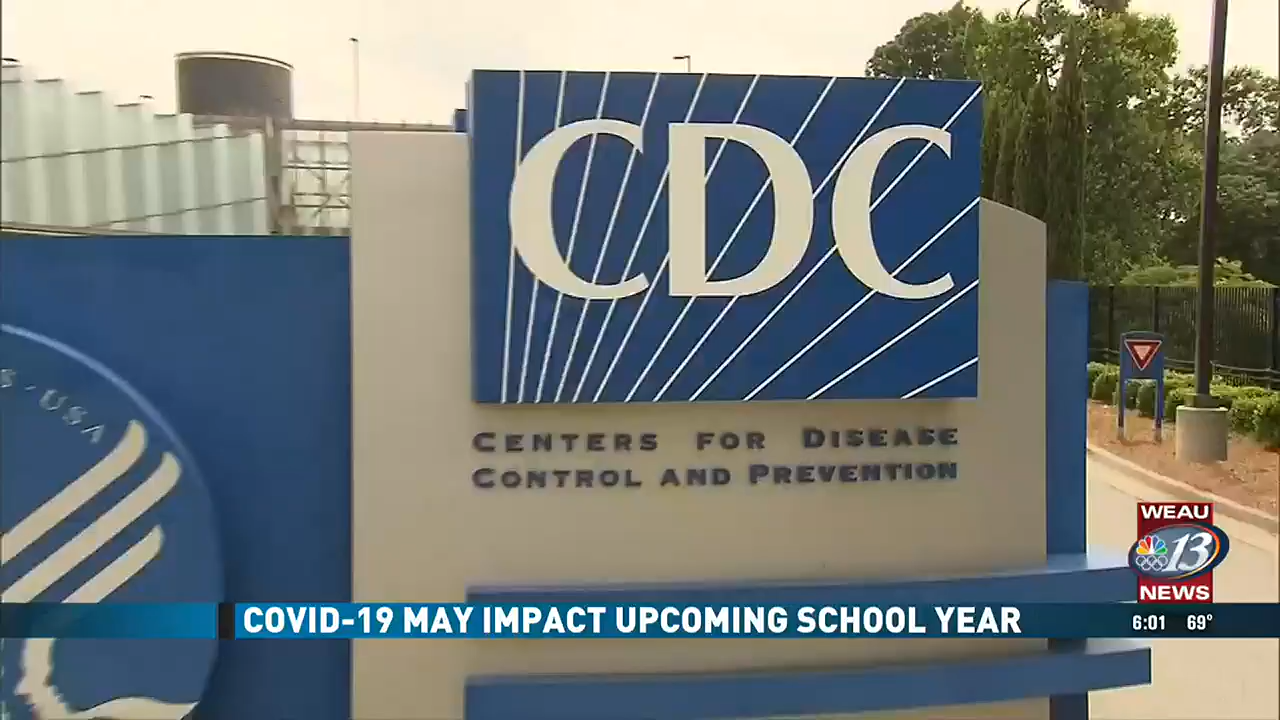 CDC
CENTERS FOR DISEASE
CONTROL AND PREVENTION
USA
WEAU
13
NEWS
COVID-19 MAY IMPACT UPCOMING SCHOOL YEAR
6:01 69°